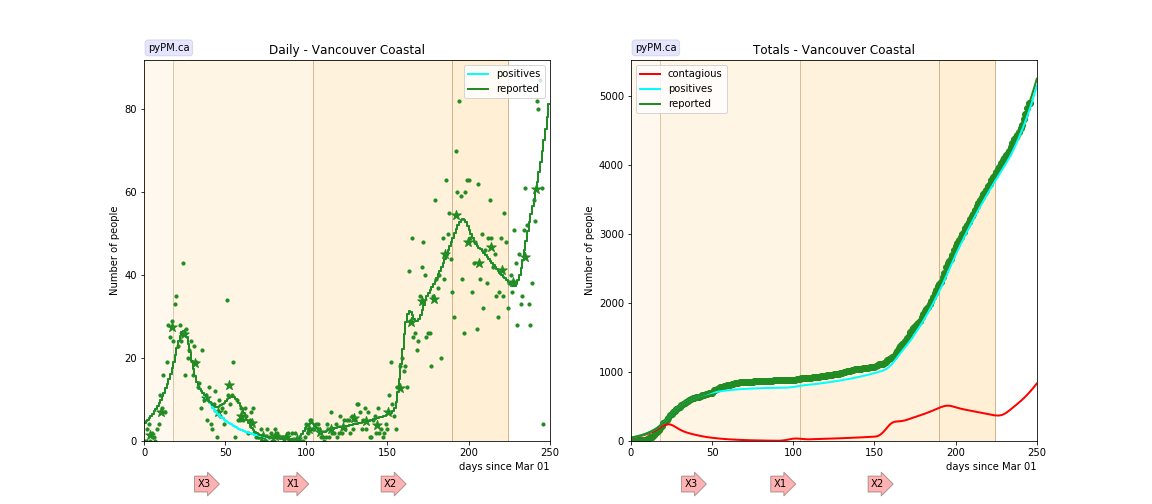 pyPM.ca
Daily - Vancouver Coastal
positives
reported
Number of people
80
60
40
20
0
0 50 100 150 200 250
days since Mar 01
X3 X1 X2
pyPM.ca
Totals - Vancouver Coastal
contagious
positives
reported
Number of people
5000
4000
3000
2000
1000
0
0 50 100 150 200 250
days since Mar 01
X3 X1 X2